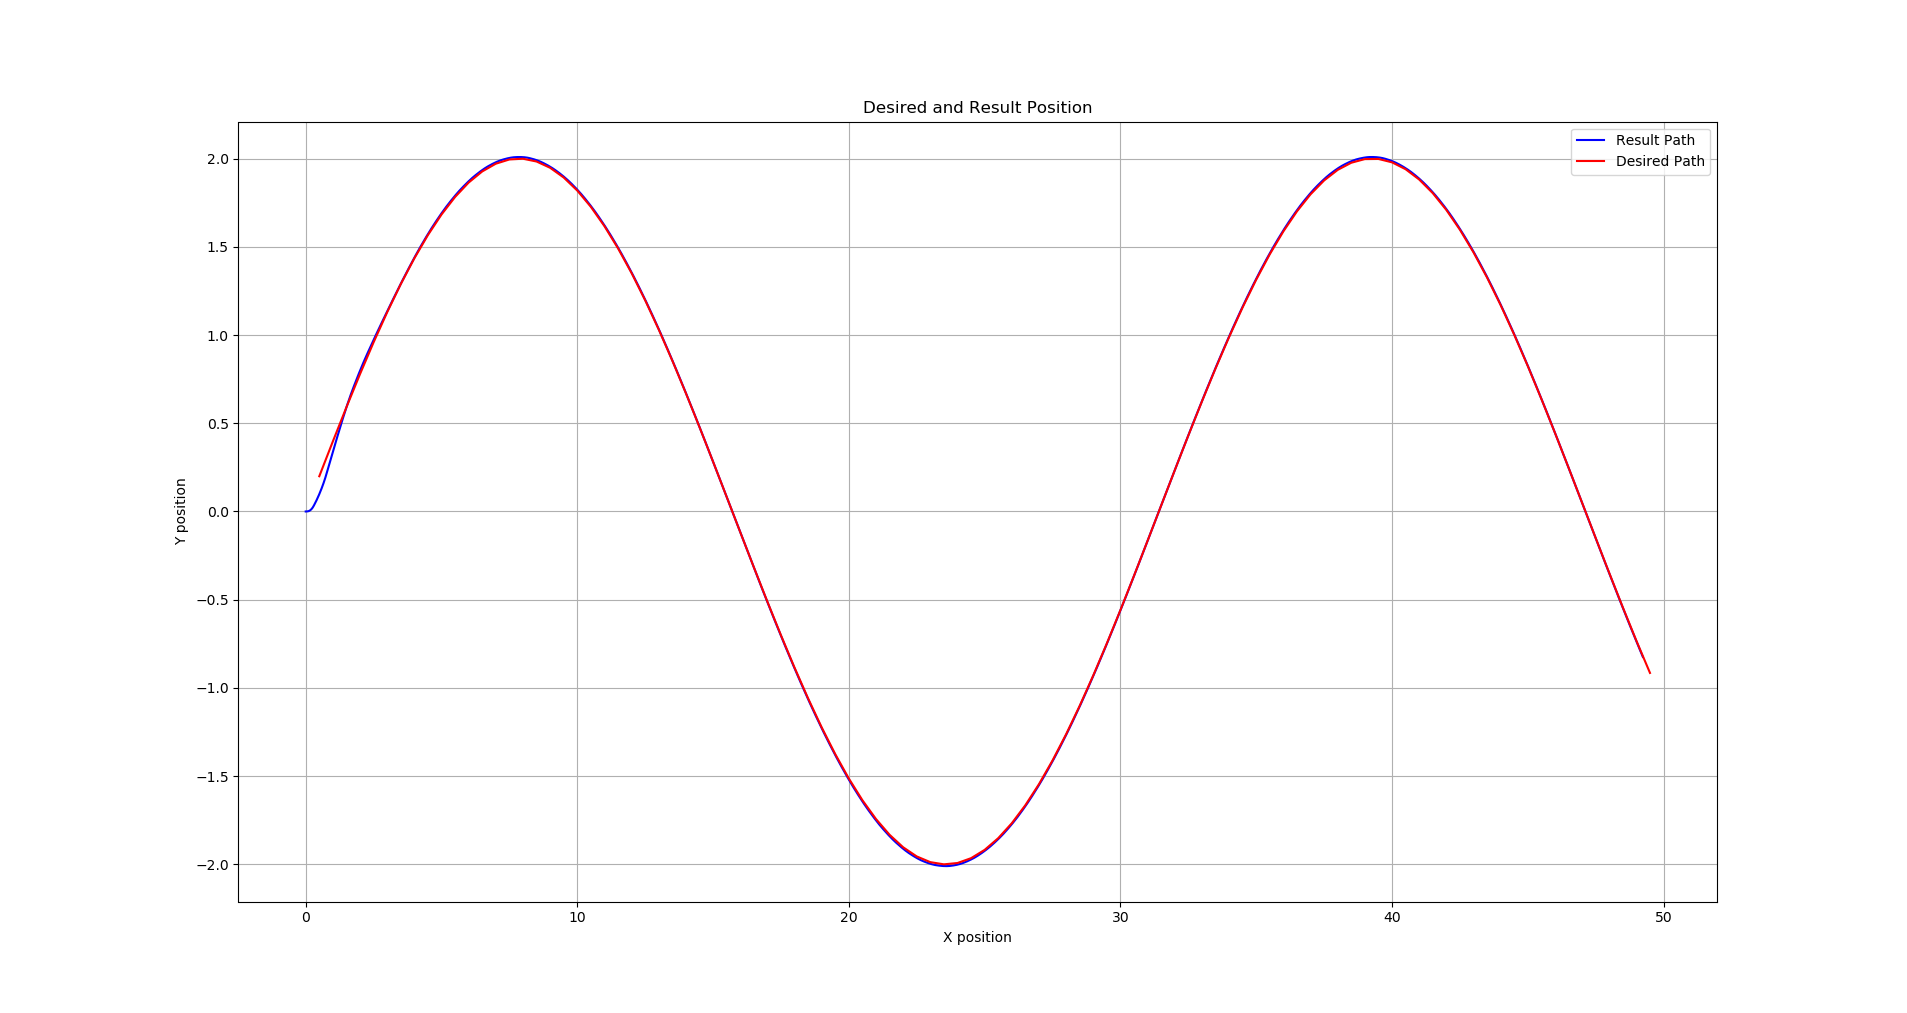 Desired and Result Position
Result Path
Desired Path
2.0
1.5
1.0
0.5
0.0
−0.5
−1.0
−1.5
−2.0
Y position
0 10 20 30 40 50
X position